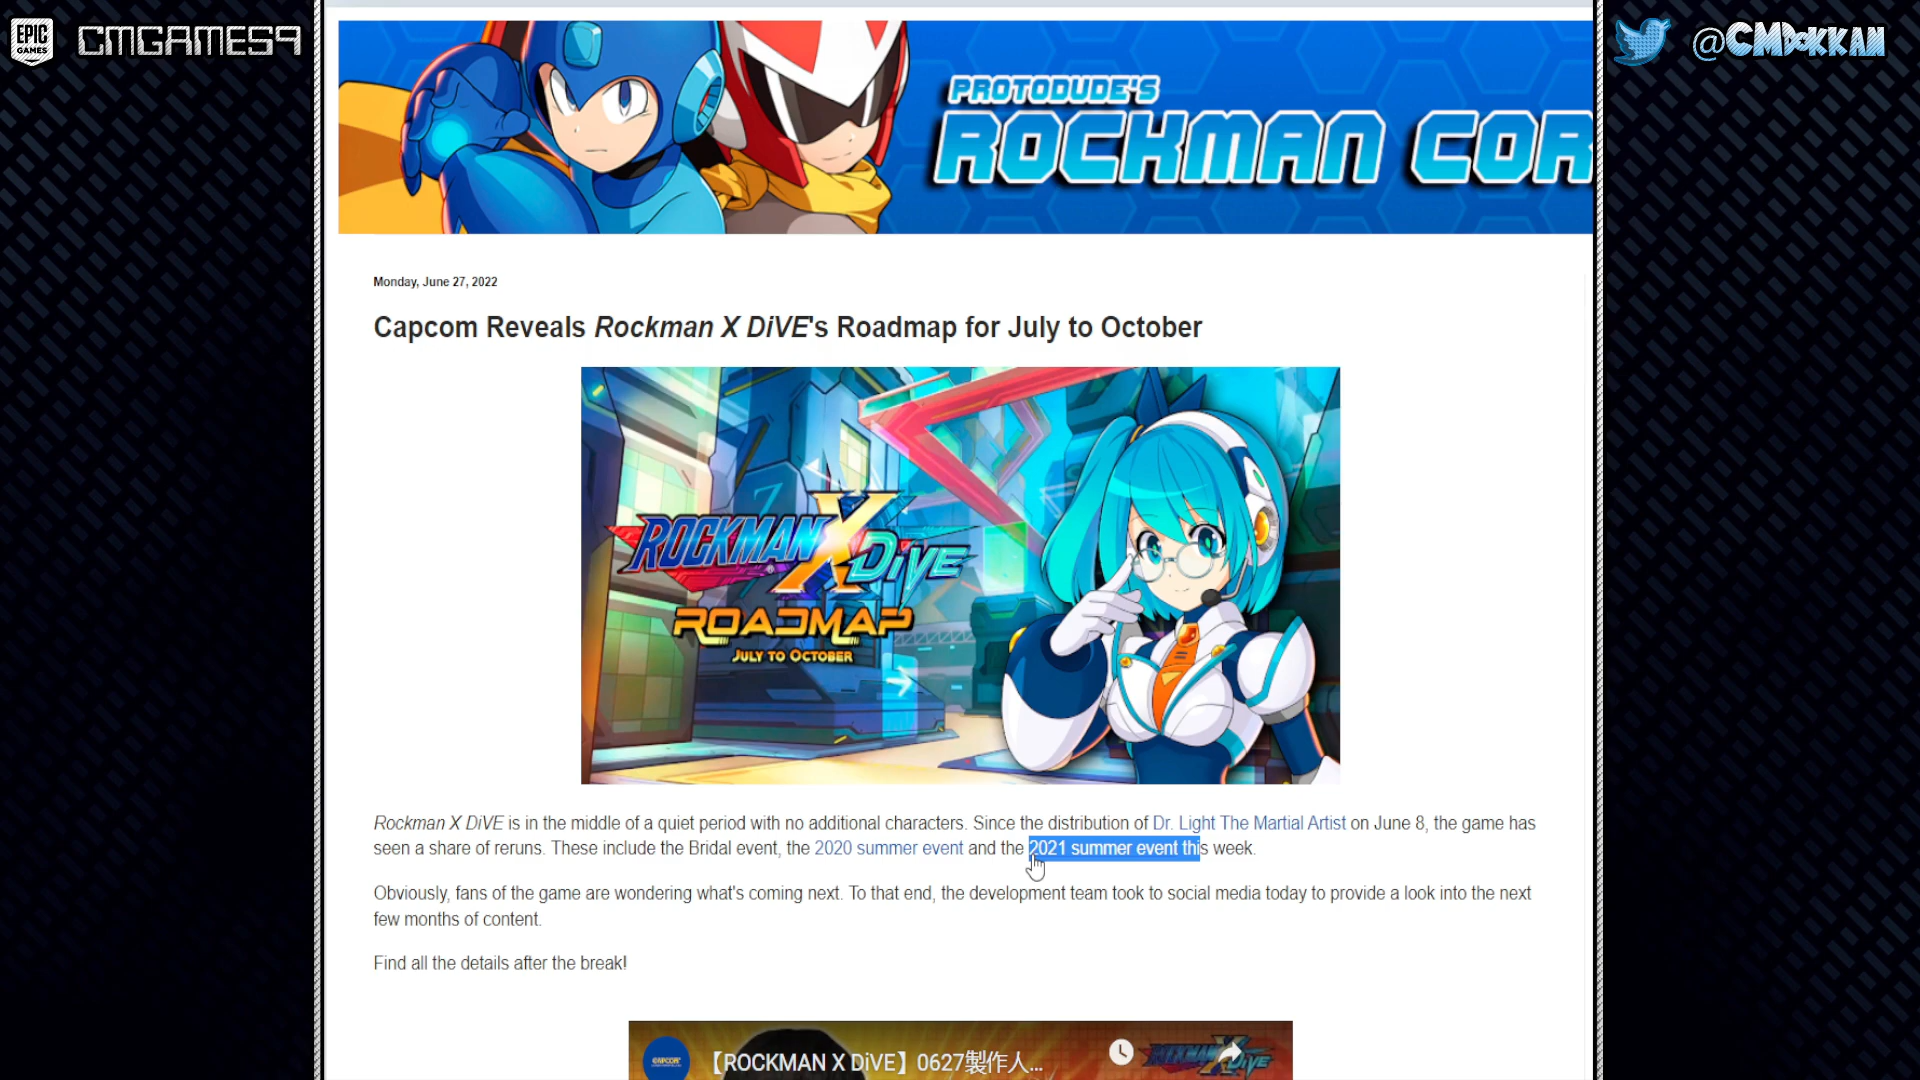 EPIC
GAMES
CMGAMES9
@CMDOKKAN
PROTODUDE'S
ROCKMAN COR
Monday, June 27, 2022
Capcom Reveals Rockman X DiVE's Roadmap for July to October
ROCKMAN X DiVE
ROADMAP
JULY TO OCTOBER
Rockman X DiVE is in the middle of a quiet period with no additional characters. Since the distribution of Dr. Light The Martial Artist on June 8, the game has
seen a share of reruns. These include the Bridal event, the 2020 summer event and the 2021 summer event this week.
Obviously, fans of the game are wondering what's coming next. To that end, the development team took to social media today to provide a look into the next
few months of content.
Find all the details after the break!
CAPCOM
【ROCKMAN X DiVE】0627製作人...
ROCKMAN X DiVE